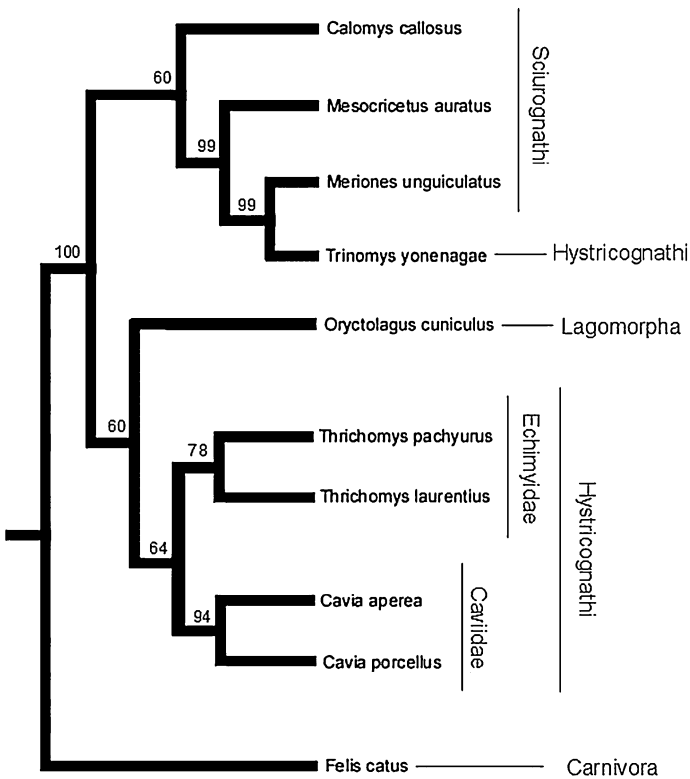 Calomys callosus
60
Sciurognathi
Mesocricetus auratus
99
Meriones unguiculatus
99
Trinomys yonenagae
Hystricognathi
100
Oryctolagus cuniculus
Lagomorpha
60
Thrichomys pachyurus
78
Echimyidae
Thrichomys laurentius
Hystricognathi
64
Cavia aperea
94
Caviidae
Cavia porcellus
Felis catus
Carnivora